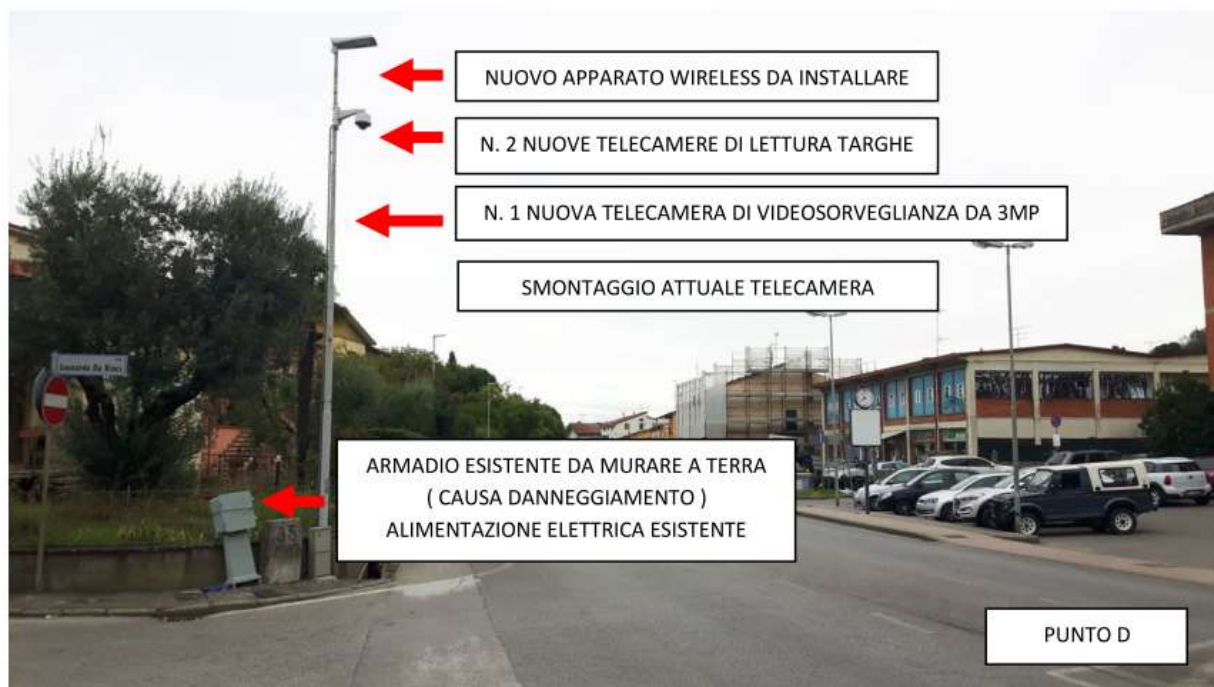 NUOVO APPARATO WIRELESS DA INSTALLARE
N. 2 NUOVE TELECAMERE DI LETTURA TARGHE
N. 1 NUOVA TELECAMERA DI VIDEOSORVEGLIANZA DA 3MP
SMONTAGGIO ATTUALE TELECAMERA
Leonardo Da Vinci
ARMADIO ESISTENTE DA MURARE A TERRA
( CAUSA DANNEGGIAMENTO )
ALIMENTAZIONE ELETTRICA ESISTENTE
PUNTO D